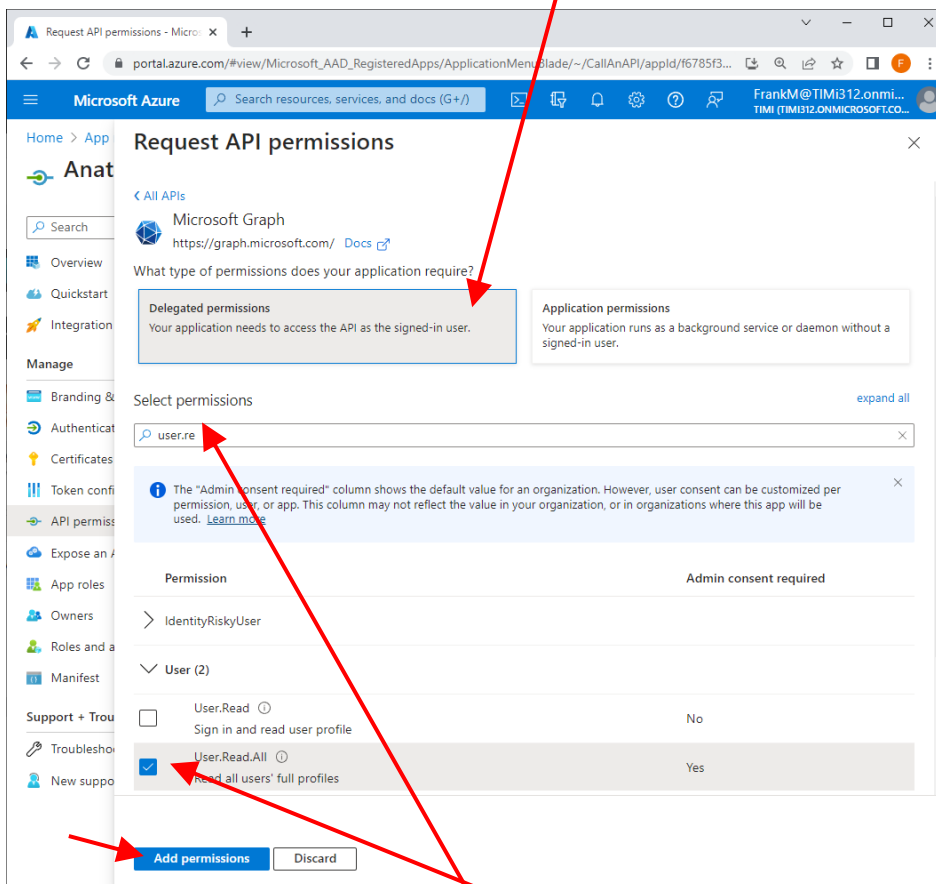 Request API permissions - Micros
portal.azure.com/#view/Microsoft_AAD_RegisteredApps/ApplicationMenuBlade/~/CallAnAPI/appId/f6785f3...
F
Microsoft Azure
Search resources, services, and docs (G+/)
FrankM@TIMi312.onmi...
TIMI (TIMI312.ONMICROSOFT.CO...
Home > App
Anat
Search
Overview
Quickstart
Integration
Manage
Branding &
Authenticat
Certificates
Token confi
API permiss
Expose an A
App roles
Owners
Roles and a
Manifest
Support + Trou
Troublesho
New suppo
Request API permissions
All APIs
Microsoft Graph
https://graph.microsoft.com/ Docs
What type of permissions does your application require?
Delegated permissions
Your application needs to access the API as the signed-in user.
Application permissions
Your application runs as a background service or daemon without a
signed-in user.
Select permissions
expand all
user.re
The "Admin consent required" column shows the default value for an organization. However, user consent can be customized per
permission, user, or app. This column may not reflect the value in your organization, or in organizations where this app will be
used. Learn more
Permission Admin consent required
IdentityRiskyUser
User (2)
User.Read
Sign in and read user profile
No
User.Read.All
Read all users' full profiles
Yes
Add permissions
Discard